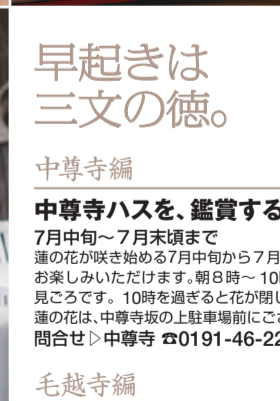 早起きは
三文の徳。
中尊寺編
中尊寺ハスを、鑑賞する
7月中旬～7月末頃まで
蓮の花が咲き始める7月中旬から7月
お楽しみいただけます。朝8時～10
見ごろです。10時を過ぎると花が閉じ
蓮の花は、中尊寺坂の上駐車場前にござ
問合せ▷中尊寺 ☎0191-46-22
毛越寺編